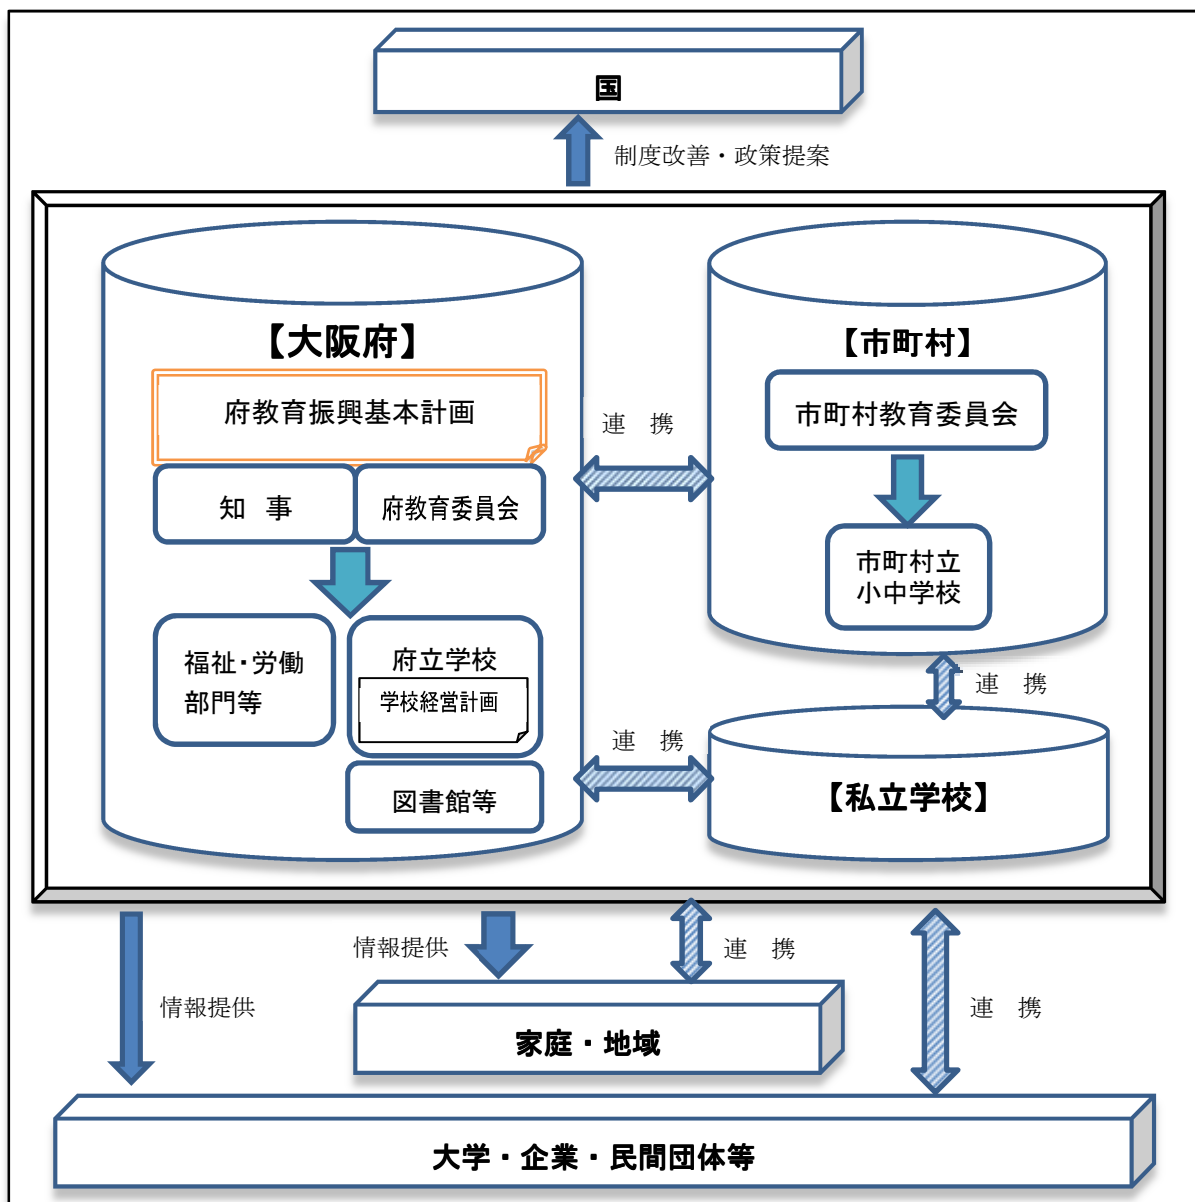 国
制度改善・政策提案
【大阪府】
府教育振興基本計画
知　事
府教育委員会
福祉・労働
部門等
府立学校
学校経営計画
図書館等
連　携
【市町村】
市町村教育委員会
市町村立
小中学校
連　携
連　携
【私立学校】
情報提供
情報提供
連　携
連　携
家庭・地域
大学・企業・民間団体等